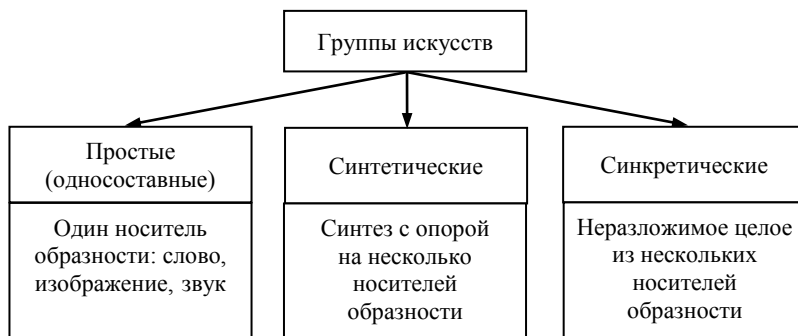 Группы искусств
Простые
(односоставные)
Один носитель
образности: слово,
изображение, звук
Синтетические
Синтез с опорой
на несколько
носителей
образности
Синкретические
Неразложимое целое
из нескольких
носителей
образности